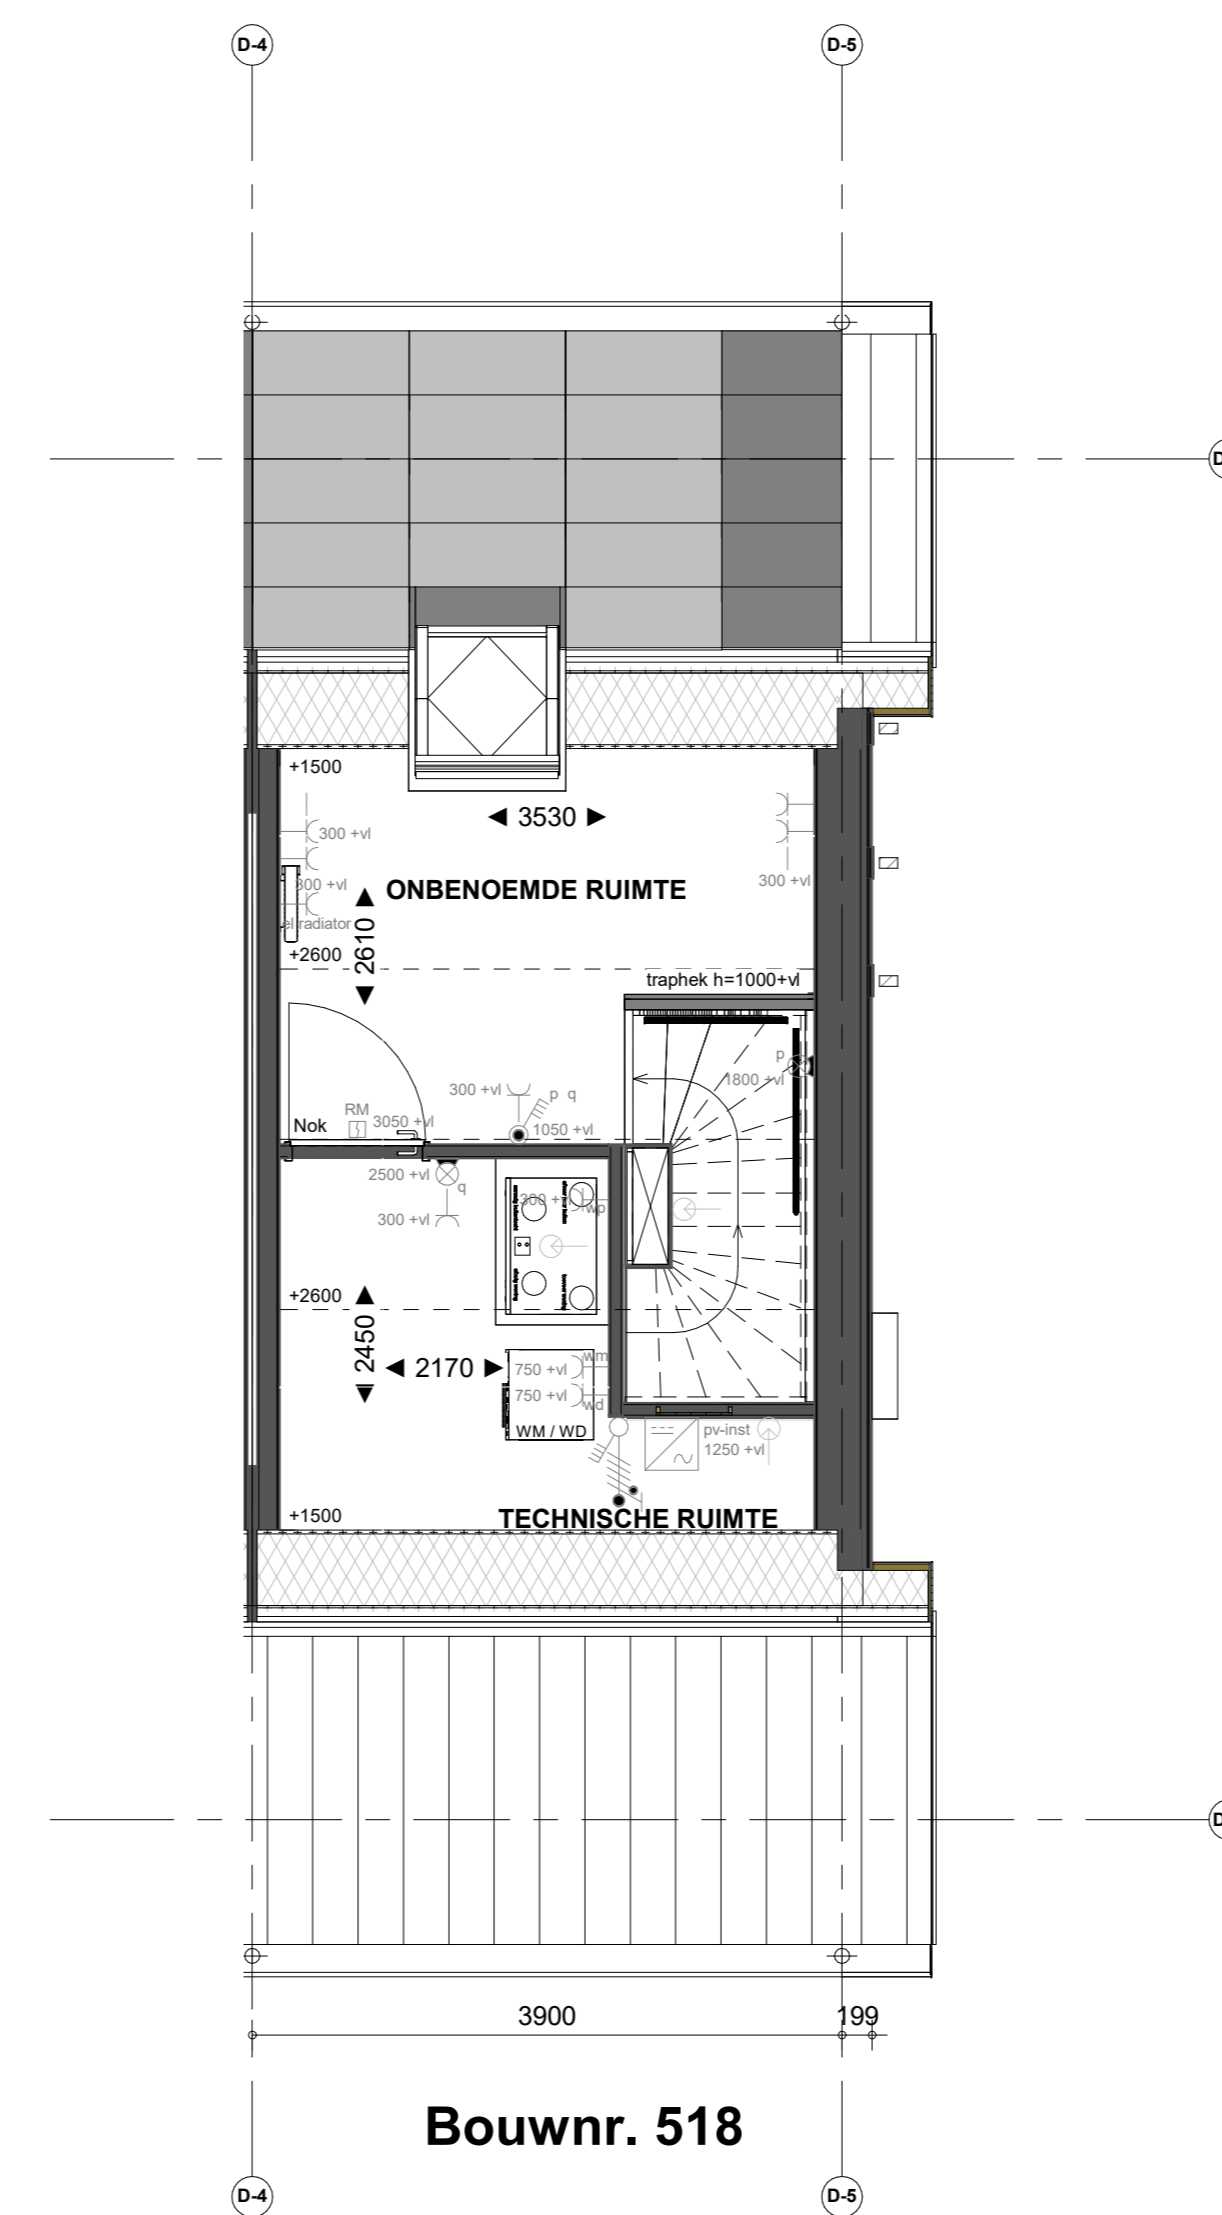 D-4
D-5
D
+1500
3530
300 +vl
300 +vl
300 +vl
ONBENOEMDE RUIMTE
el radiator
2610
+2600
traphek h=1000+vl
p
1800 +vl
300 +vl
p q
RM
3050 +vl
1050 +vl
Nok
2500 +vl
q
300 +vl
wp
300 +vl
+2600
2450
2170
wm
750 +vl
750 +vl
wd
WM / WD
pv-inst
1250 +vl
+1500
TECHNISCHE RUIMTE
D
3900
199
Bouwnr. 518
D-4
D-5